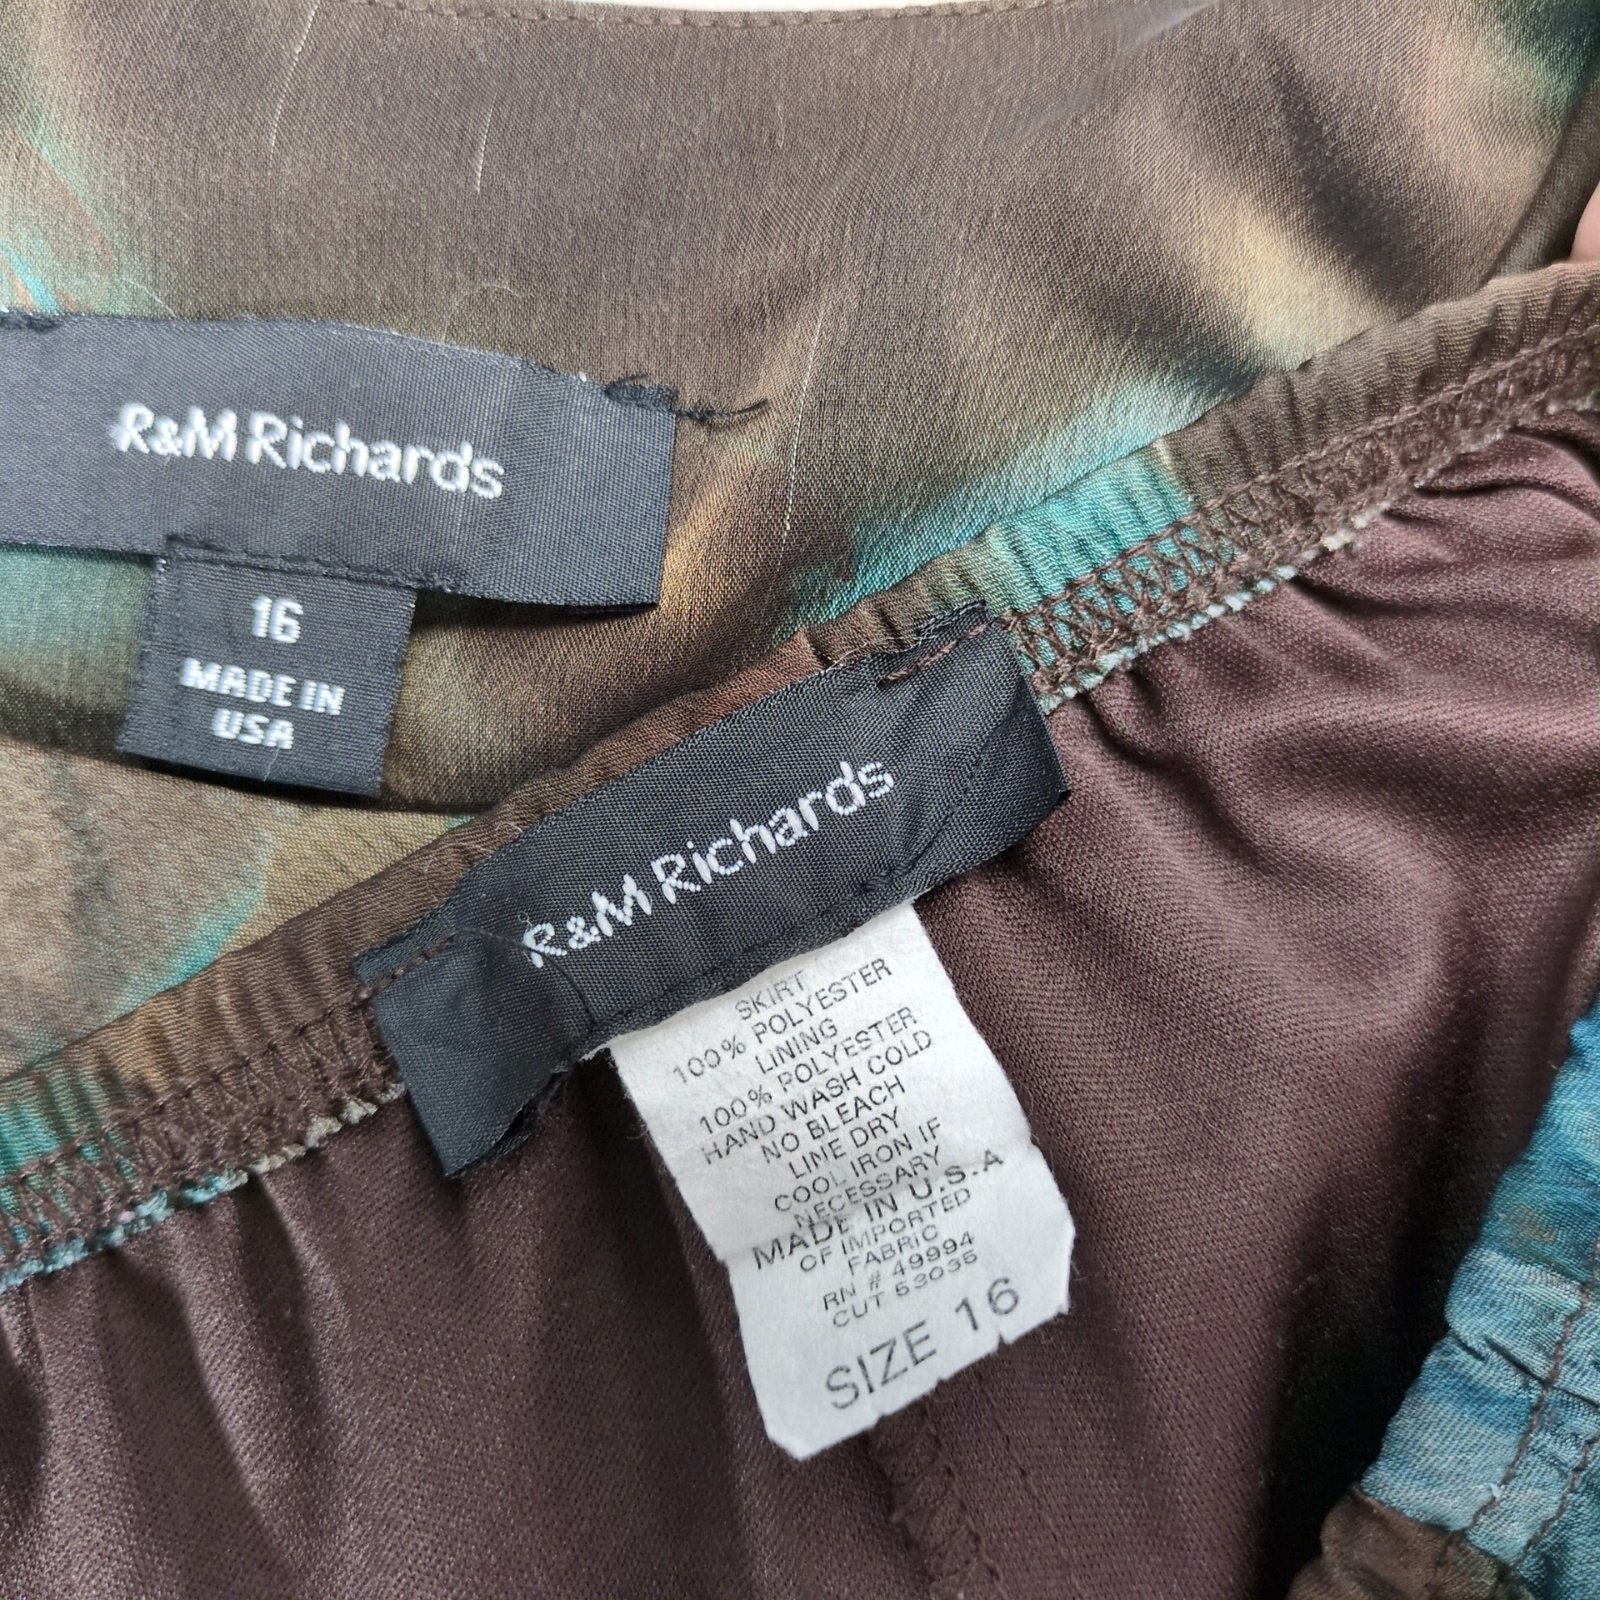 R&M Richards
16
MADE IN
USA
R&M Richards
SKIRT
100% POLYESTER
LINING
100% POLYESTER
HAND WASH COLD
NO BLEACH
LINE DRY
COOL IRON IF
NECESSARY
MADE IN U.S.A
OF IMPORTED
FABRIC
RN # 49994
CUT 53035
SIZE 16